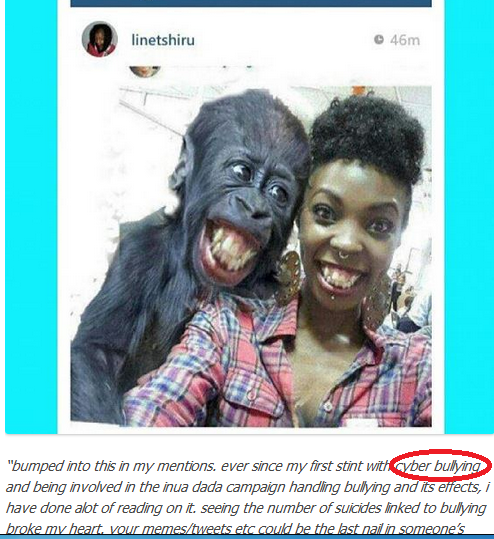 linetshiru
46m
"bumped into this in my mentions. ever since my first stint with cyber bullying
and being involved in the inua dada campaign handling bullying and its effects, i
have done alot of reading on it. seeing the number of suicides linked to bullying
broke my heart. your memes/tweets etc could be the last nail in someone's